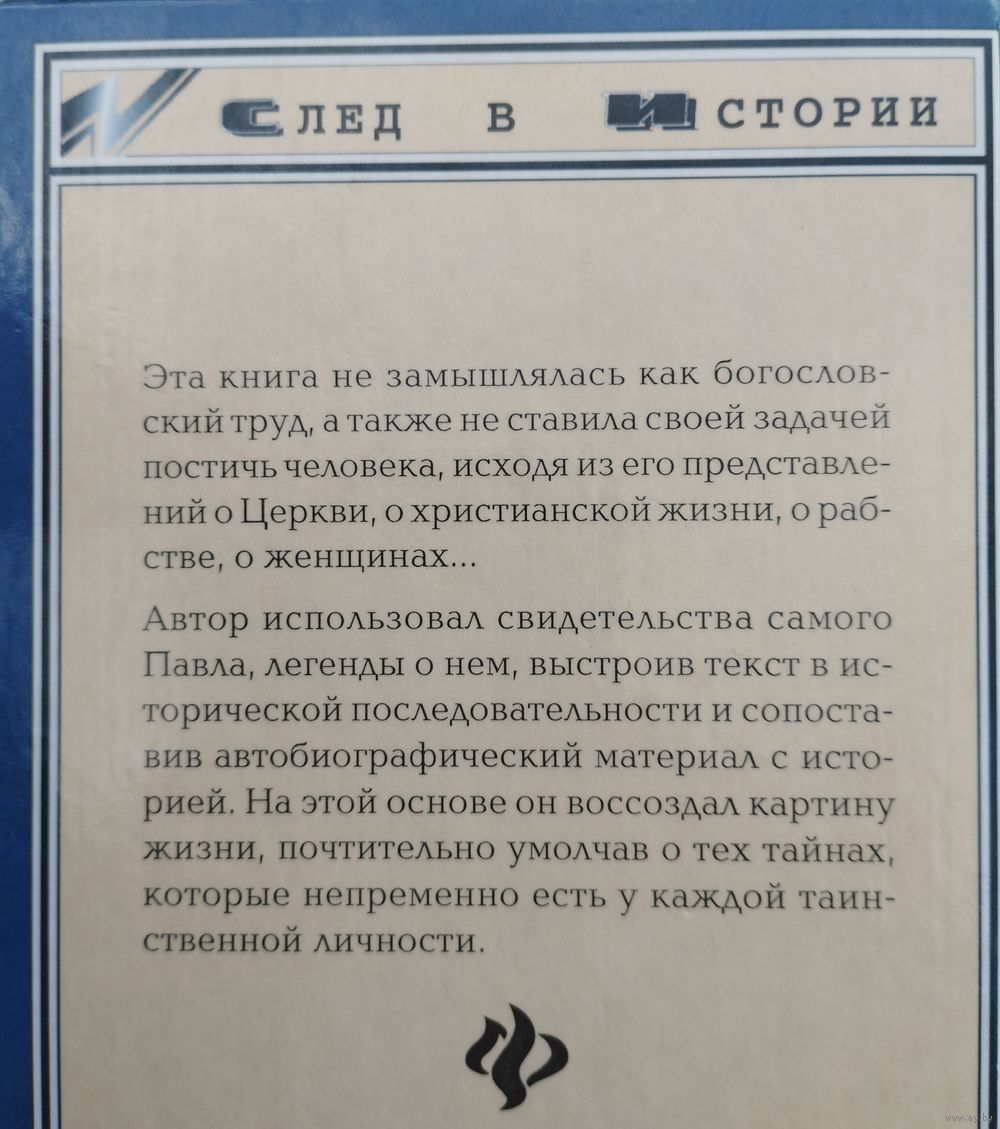 След в Истории
Эта книга не замышлялась как богослов-
ский труд, а также не ставила своей задачей
постичь человека, исходя из его представле-
ний о Церкви, о христианской жизни, о раб-
стве, о женщинах...
Автор использовал свидетельства самого
Павла, легенды о нем, выстроив текст в ис-
торической последовательности и сопоста-
вив автобиографический материал с исто-
рией. На этой основе он воссоздал картину
жизни, почтительно умолчав о тех тайнах,
которые непременно есть у каждой таин-
ственной личности.
www.ay.by